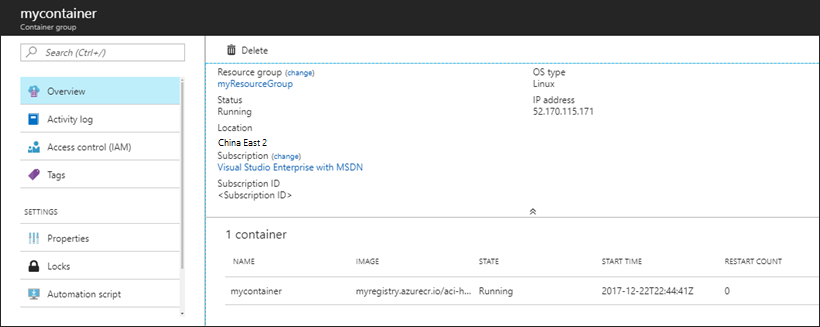 mycontainer
Container group
Search (Ctrl+/)
Overview
Activity log
Access control (IAM)
Tags
SETTINGS
Properties
Locks
Automation script
Delete
Resource group (change)
myResourceGroup
Status
Running
Location
China East 2
Subscription (change)
Visual Studio Enterprise with MSDN
Subscription ID
<Subscription ID>
OS type
Linux
IP address
52.170.115.171
1 container
NAME IMAGE STATE START TIME RESTART COUNT
mycontainer myregistry.azurecr.io/aci-h... Running 2017-12-22T22:44:41Z 0